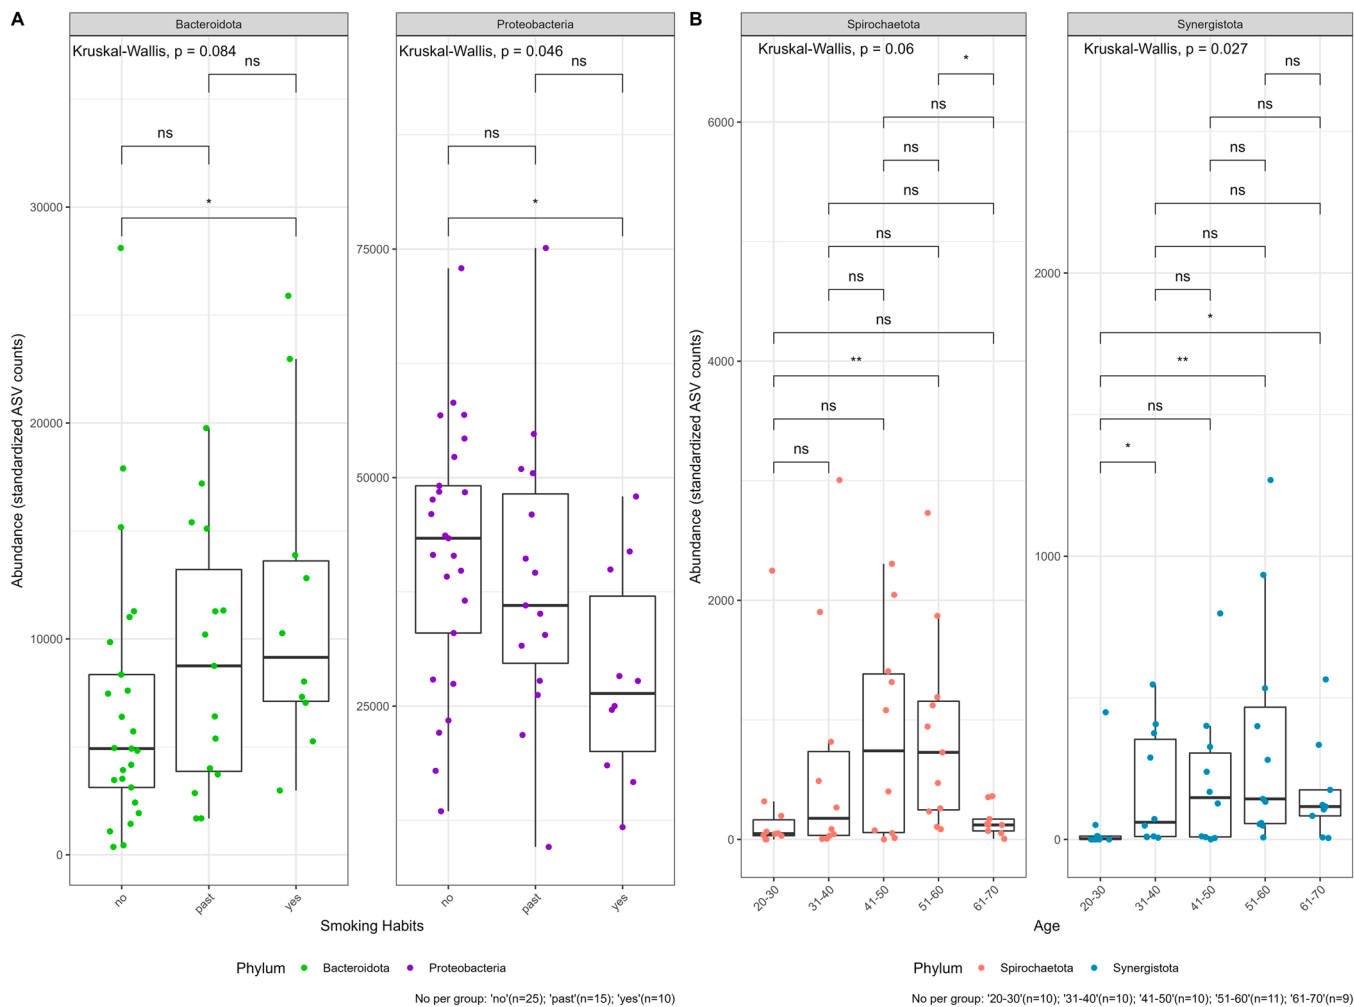 A
Bacteroidota
Proteobacteria
Kruskal-Wallis, p = 0.084
ns
ns
*
Kruskal-Wallis, p = 0.046
ns
ns
*
Abundance (standardized ASV counts)
30000
20000
10000
0
75000
50000
25000
no
past
yes
no
past
yes
Smoking Habits
Phylum
Bacteroidota
Proteobacteria
No per group: 'no'(n=25); 'past'(n=15); 'yes'(n=10)
B
Spirochaetota
Synergistota
Kruskal-Wallis, p = 0.06
*
ns
ns
ns
ns
ns
ns
**
ns
ns
Kruskal-Wallis, p = 0.027
ns
ns
ns
ns
ns
ns
*
**
ns
*
Abundance (standardized ASV counts)
6000
4000
2000
0
2000
1000
0
20-30
31-40
41-50
51-60
61-70
20-30
31-40
41-50
51-60
61-70
Age
Phylum
Spirochaetota
Synergistota
No per group: '20-30'(n=10); '31-40'(n=10); '41-50'(n=10); '51-60'(n=11); '61-70'(n=9)